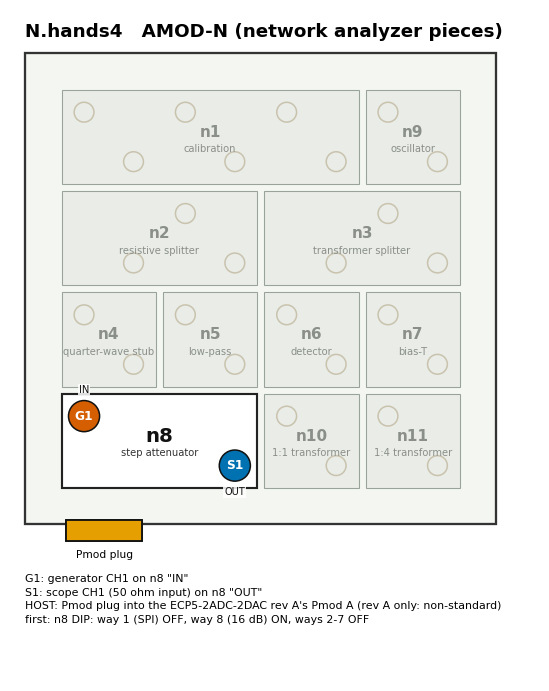 N.hands4 AMOD-N (network analyzer pieces)
n1
calibration
n9
oscillator
n2
resistive splitter
n3
transformer splitter
n4
quarter-wave stub
n5
low-pass
n6
detector
n7
bias-T
IN
G1
n8
step attenuator
S1
OUT
n10
1:1 transformer
n11
1:4 transformer
Pmod plug
G1: generator CH1 on n8 "IN"
S1: scope CH1 (50 ohm input) on n8 "OUT"
HOST: Pmod plug into the ECP5-2ADC-2DAC rev A's Pmod A (rev A only: non-standard)
first: n8 DIP: way 1 (SPI) OFF, way 8 (16 dB) ON, ways 2-7 OFF